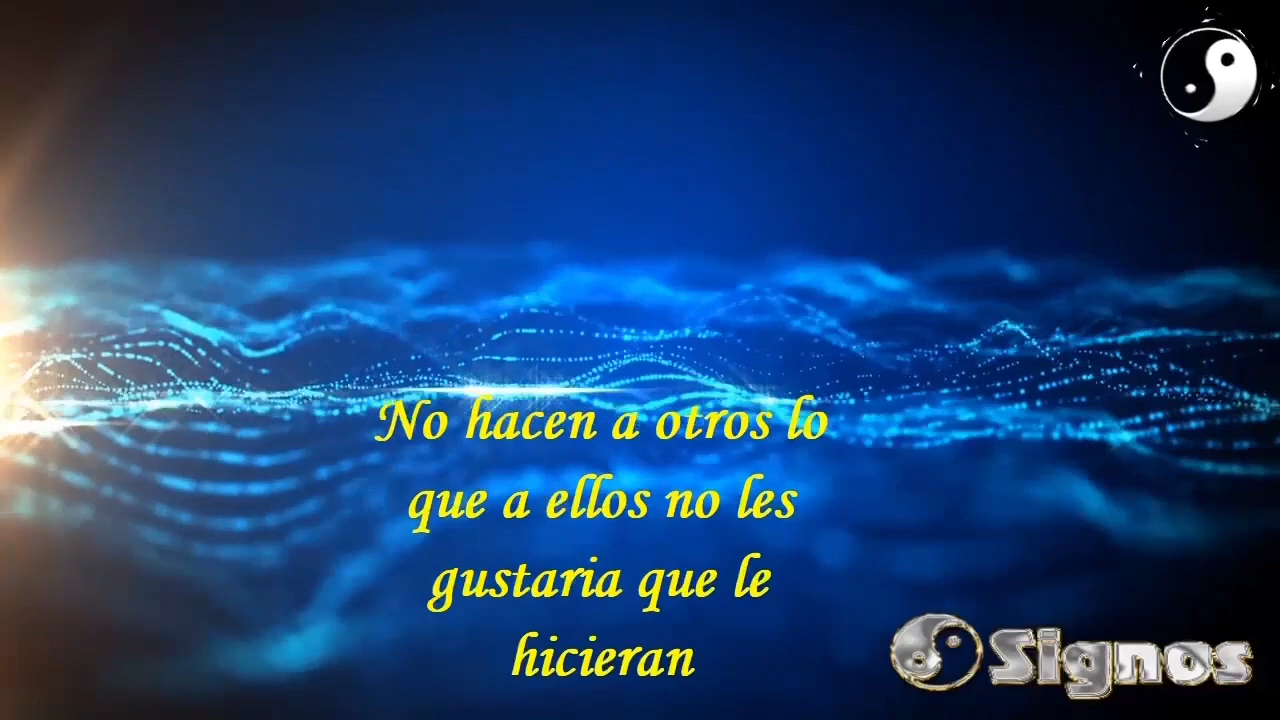 No hacen a otros lo
que a ellos no les
gustaria que le
hicieran
Signos